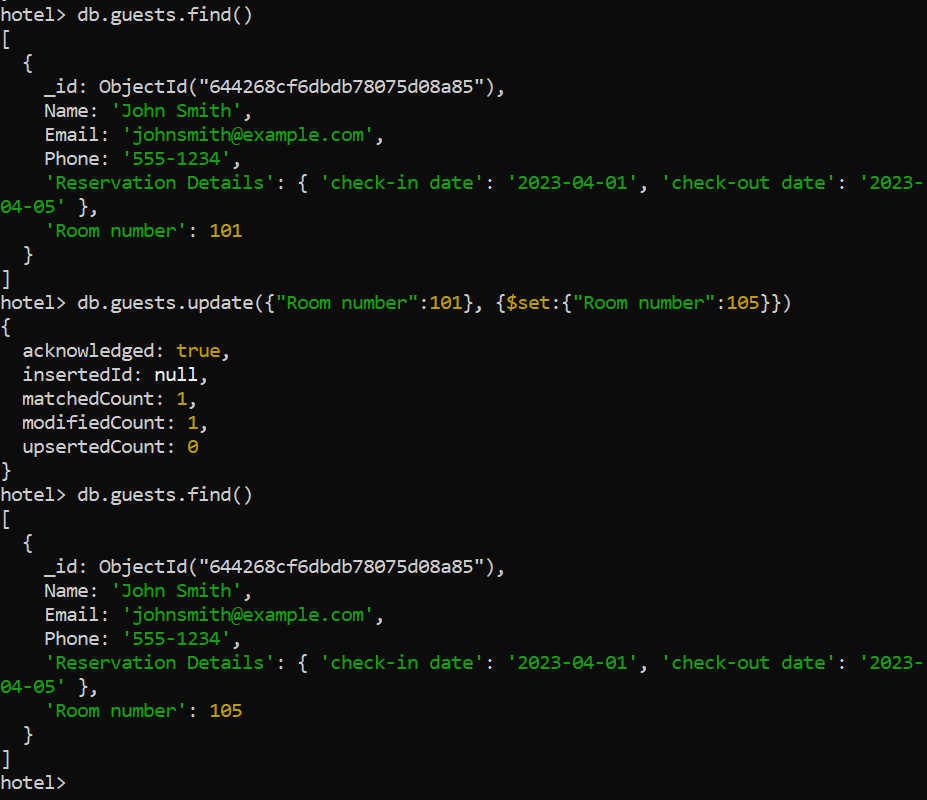 hotel> db.guests.find()
[
  {
    _id: ObjectId("644268cf6dbdb78075d08a85"),
    Name: 'John Smith',
    Email: 'johnsmith@example.com',
    Phone: '555-1234',
    'Reservation Details': { 'check-in date': '2023-04-01', 'check-out date': '2023-
04-05' },
    'Room number': 101
  }
]
hotel> db.guests.update({"Room number":101}, {$set:{"Room number":105}})
{
  acknowledged: true,
  insertedId: null,
  matchedCount: 1,
  modifiedCount: 1,
  upsertedCount: 0
}
hotel> db.guests.find()
[
  {
    _id: ObjectId("644268cf6dbdb78075d08a85"),
    Name: 'John Smith',
    Email: 'johnsmith@example.com',
    Phone: '555-1234',
    'Reservation Details': { 'check-in date': '2023-04-01', 'check-out date': '2023-
04-05' },
    'Room number': 105
  }
]
hotel>